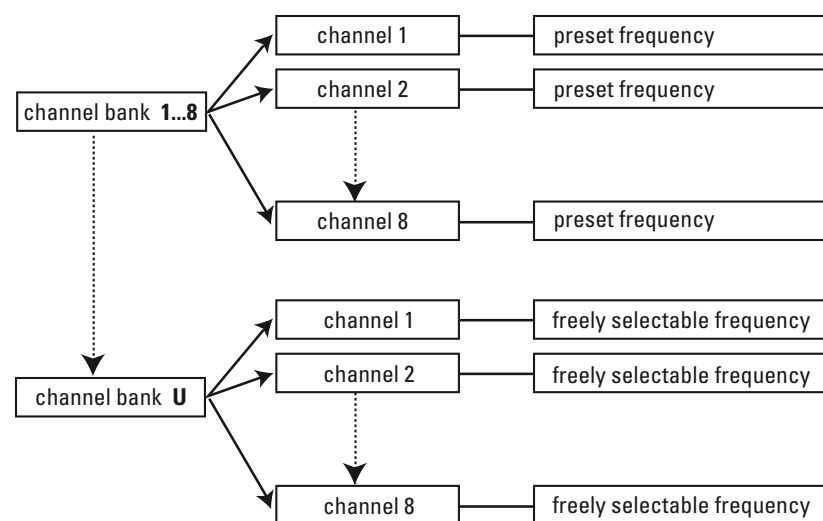 channel 1 preset frequency
channel 2 preset frequency
channel bank 1...8
channel 8 preset frequency
channel 1 freely selectable frequency
channel 2 freely selectable frequency
channel bank U
channel 8 freely selectable frequency